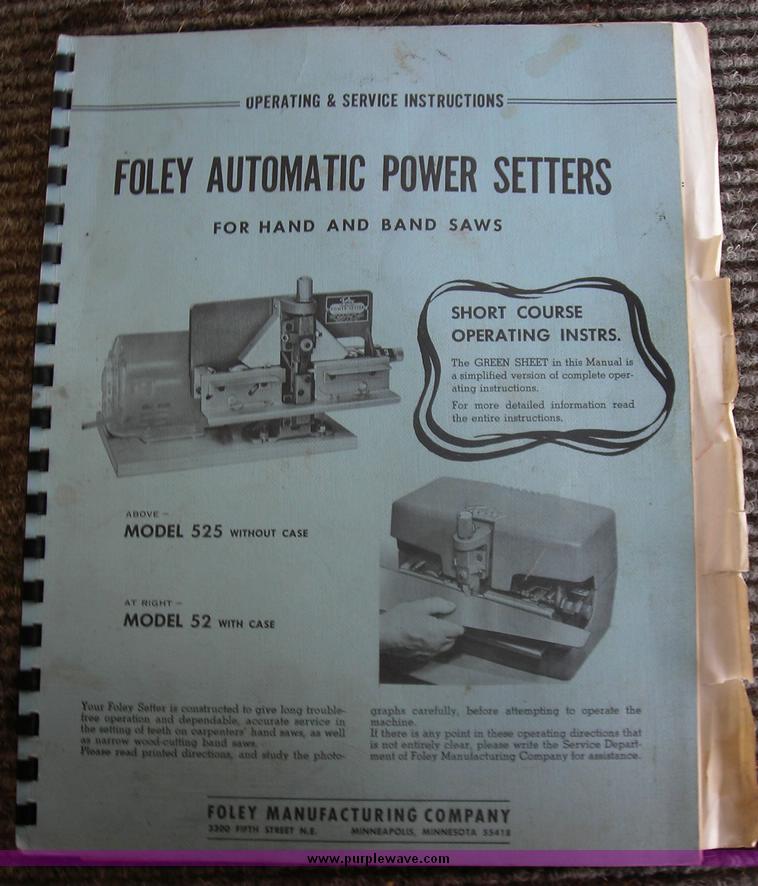 OPERATING & SERVICE INSTRUCTIONS
FOLEY AUTOMATIC POWER SETTERS
FOR HAND AND BAND SAWS
SHORT COURSE
OPERATING INSTRS.
The GREEN SHEET in this Manual is
a simplified version of complete oper-
ating instructions.
For more detailed information read
the entire instructions.
Foley
POWER SETTER
ABOVE —
MODEL 525 WITHOUT CASE
AT RIGHT —
MODEL 52 WITH CASE
Your Foley Setter is constructed to give long trouble-
free operation and dependable, accurate service in
the setting of teeth on carpenters' hand saws, as well
as narrow wood-cutting band saws.
Please read printed directions, and study the photo-
graphs carefully, before attempting to operate the
machine.
If there is any point in these operating directions that
is not entirely clear, please write the Service Depart-
ment of Foley Manufacturing Company for assistance.
FOLEY MANUFACTURING COMPANY
3300 FIFTH STREET N.E. MINNEAPOLIS, MINNESOTA 55418
www.purplewave.com